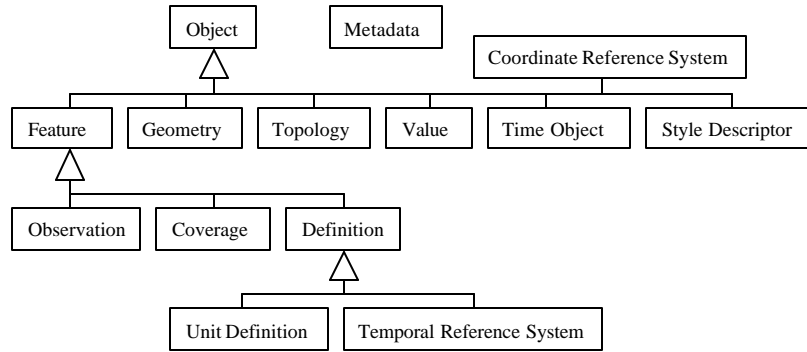 Object
Metadata
Coordinate Reference System
Feature
Geometry
Topology
Value
Time Object
Style Descriptor
Observation
Coverage
Definition
Unit Definition
Temporal Reference System